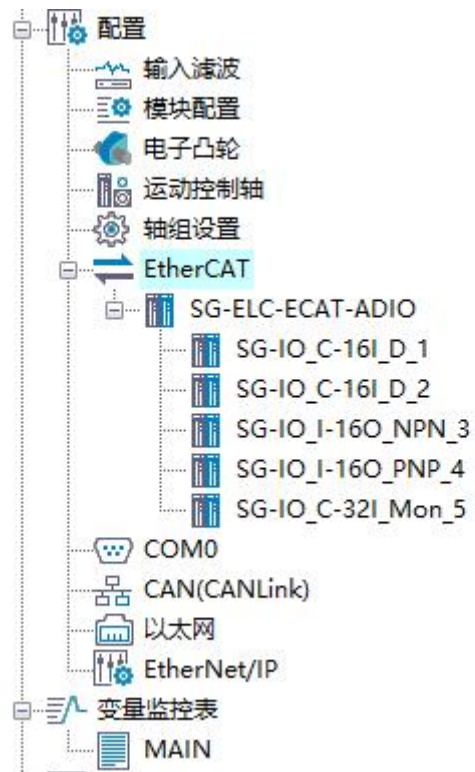 配置
输入滤波
模块配置
电子凸轮
运动控制轴
轴组设置
EtherCAT
SG-ELC-ECAT-ADIO
SG-IO_C-16I_D_1
SG-IO_C-16I_D_2
SG-IO_I-16O_NPN_3
SG-IO_I-16O_PNP_4
SG-IO_C-32I_Mon_5
COM0
CAN(CANLink)
以太网
EtherNet/IP
变量监控表
MAIN